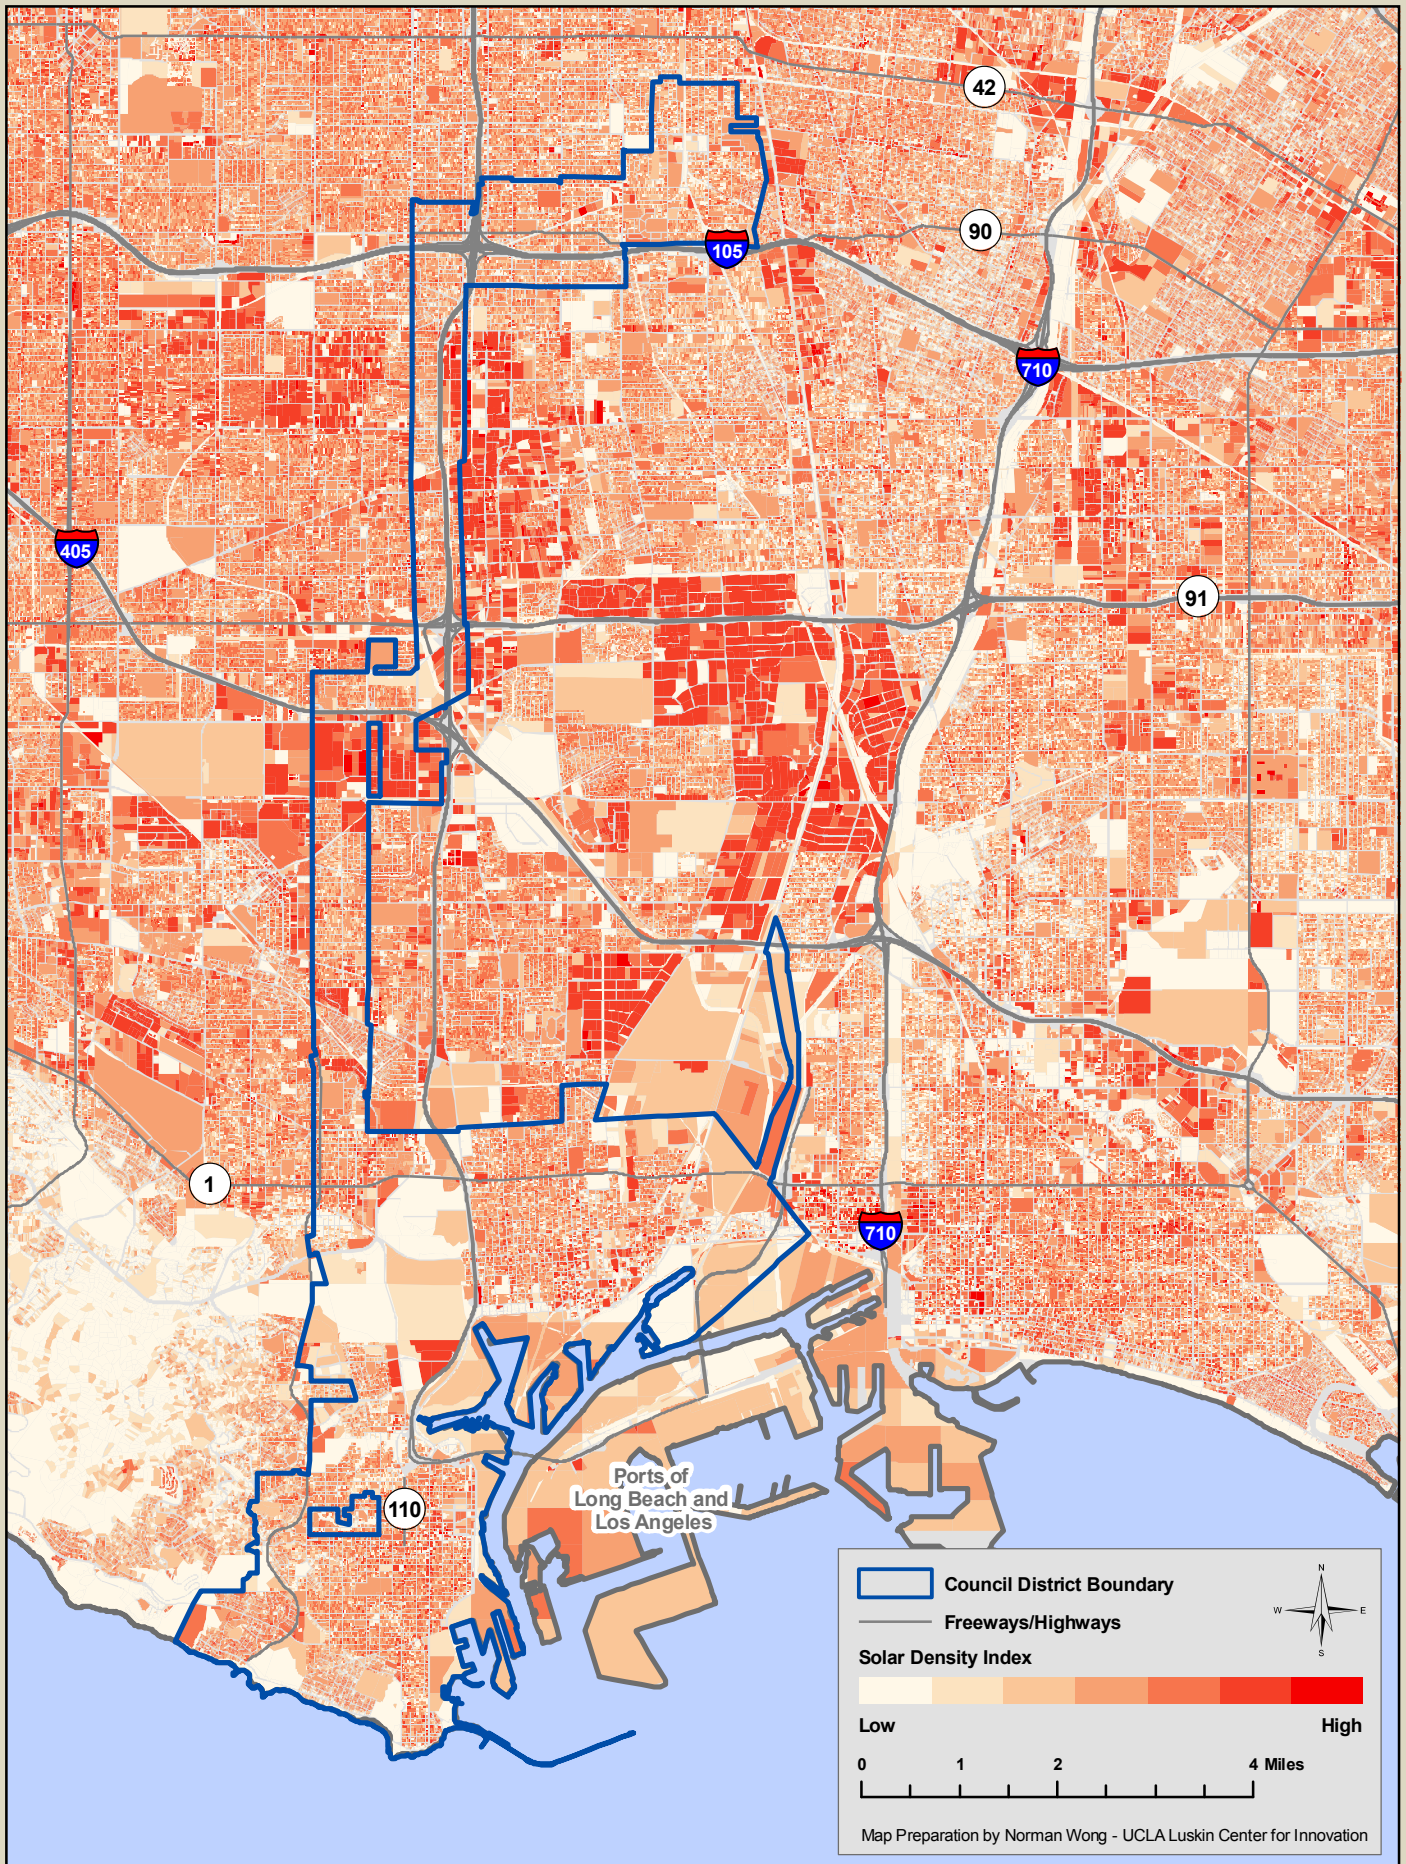 42
90
105
710
405
91
1
710
110
Ports of
Long Beach and
Los Angeles
Council District Boundary
Freeways/Highways
Solar Density Index
Low High
N
W E
S
0 1 2 4 Miles
Map Preparation by Norman Wong - UCLA Luskin Center for Innovation